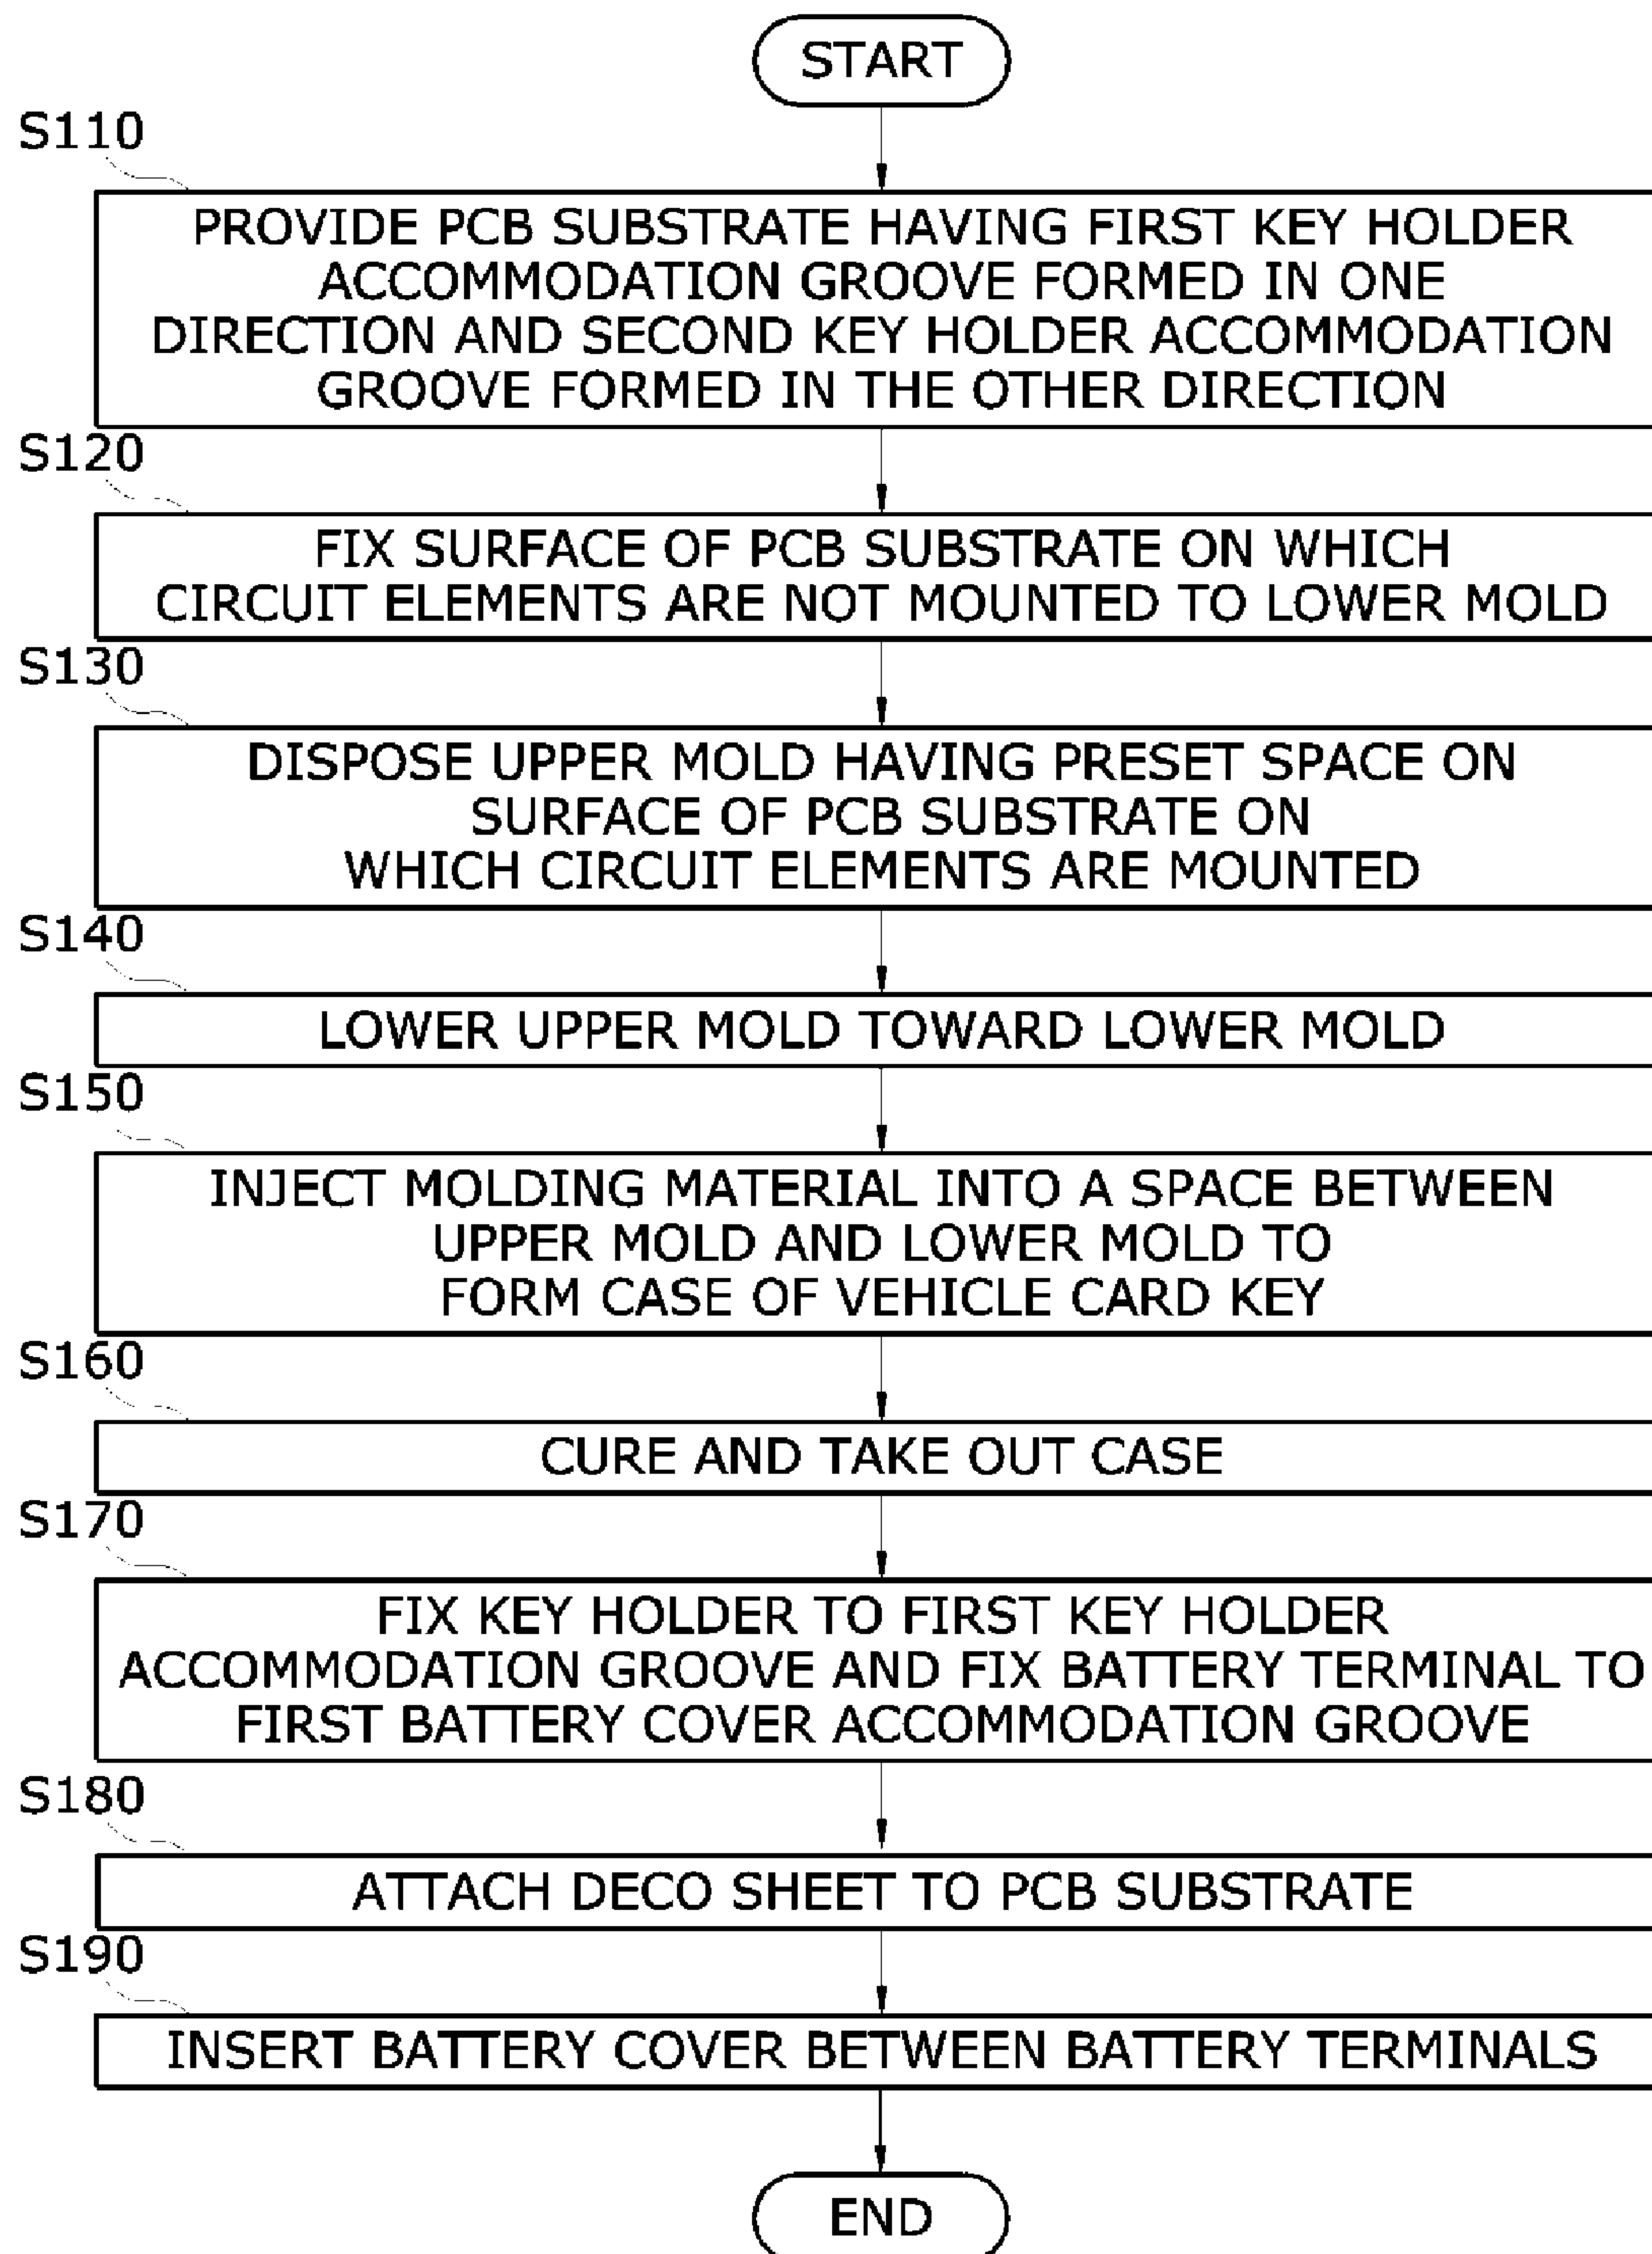 START
S110
PROVIDE PCB SUBSTRATE HAVING FIRST KEY HOLDER
ACCOMMODATION GROOVE FORMED IN ONE
DIRECTION AND SECOND KEY HOLDER ACCOMMODATION
GROOVE FORMED IN THE OTHER DIRECTION
S120
FIX SURFACE OF PCB SUBSTRATE ON WHICH
CIRCUIT ELEMENTS ARE NOT MOUNTED TO LOWER MOLD
S130
DISPOSE UPPER MOLD HAVING PRESET SPACE ON
SURFACE OF PCB SUBSTRATE ON
WHICH CIRCUIT ELEMENTS ARE MOUNTED
S140
LOWER UPPER MOLD TOWARD LOWER MOLD
S150
INJECT MOLDING MATERIAL INTO A SPACE BETWEEN
UPPER MOLD AND LOWER MOLD TO
FORM CASE OF VEHICLE CARD KEY
S160
CURE AND TAKE OUT CASE
S170
FIX KEY HOLDER TO FIRST KEY HOLDER
ACCOMMODATION GROOVE AND FIX BATTERY TERMINAL TO
FIRST BATTERY COVER ACCOMMODATION GROOVE
S180
ATTACH DECO SHEET TO PCB SUBSTRATE
S190
INSERT BATTERY COVER BETWEEN BATTERY TERMINALS
END